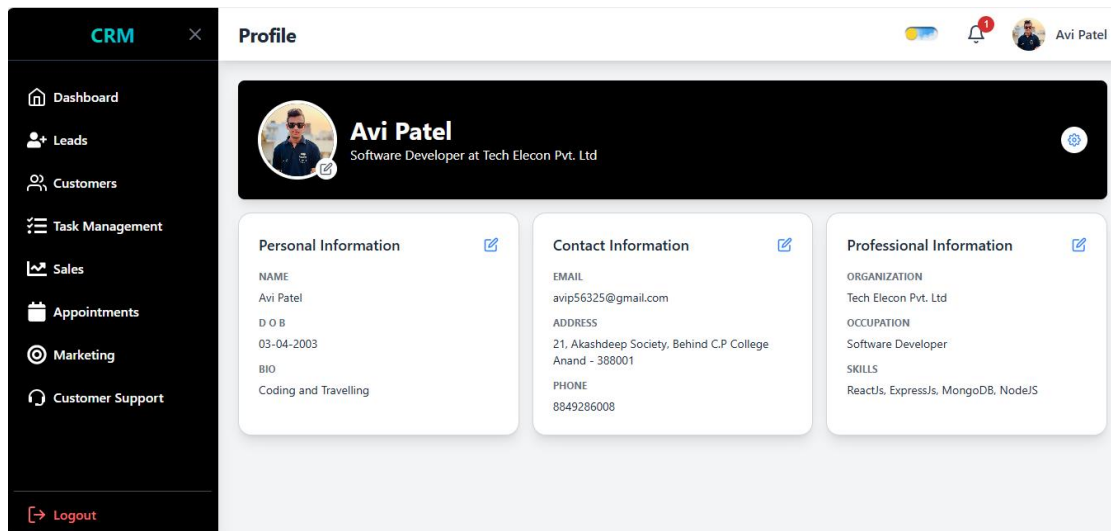 CRM
Profile
1
Avi Patel
Dashboard
Leads
Customers
Task Management
Sales
Appointments
Marketing
Customer Support
Logout
Avi Patel
Software Developer at Tech Elecon Pvt. Ltd
Personal Information
NAME
Avi Patel
D O B
03-04-2003
BIO
Coding and Travelling
Contact Information
EMAIL
avip56325@gmail.com
ADDRESS
21, Akashdeep Society, Behind C.P College
Anand - 388001
PHONE
8849286008
Professional Information
ORGANIZATION
Tech Elecon Pvt. Ltd
OCCUPATION
Software Developer
SKILLS
ReactJs, ExpressJs, MongoDB, NodeJS